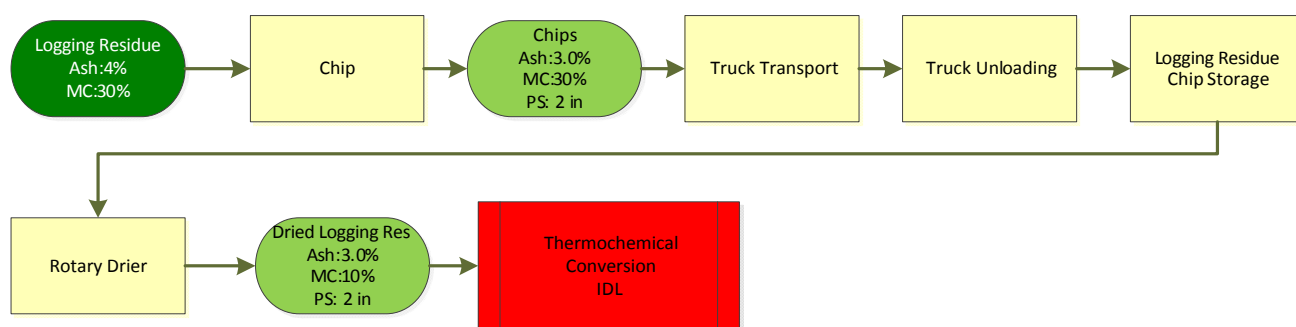 Logging Residue
Ash:4%
MC:30%
Chip
Chips
Ash:3.0%
MC:30%
PS: 2 in
Truck Transport
Truck Unloading
Logging Residue
Chip Storage
Rotary Drier
Dried Logging Res
Ash:3.0%
MC:10%
PS: 2 in
Thermochemical
Conversion
IDL